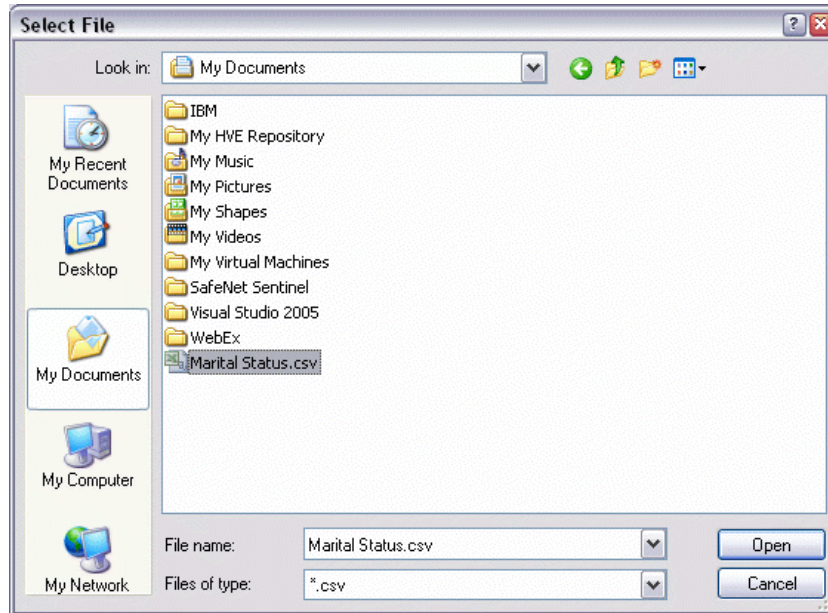 Select File
Look in:
My Documents
My Recent
Documents
Desktop
My Documents
My Computer
My Network
IBM
My HVE Repository
My Music
My Pictures
My Shapes
My Videos
My Virtual Machines
SafeNet Sentinel
Visual Studio 2005
WebEx
Marital Status.csv
File name:
Marital Status.csv
Open
Files of type:
*.csv
Cancel